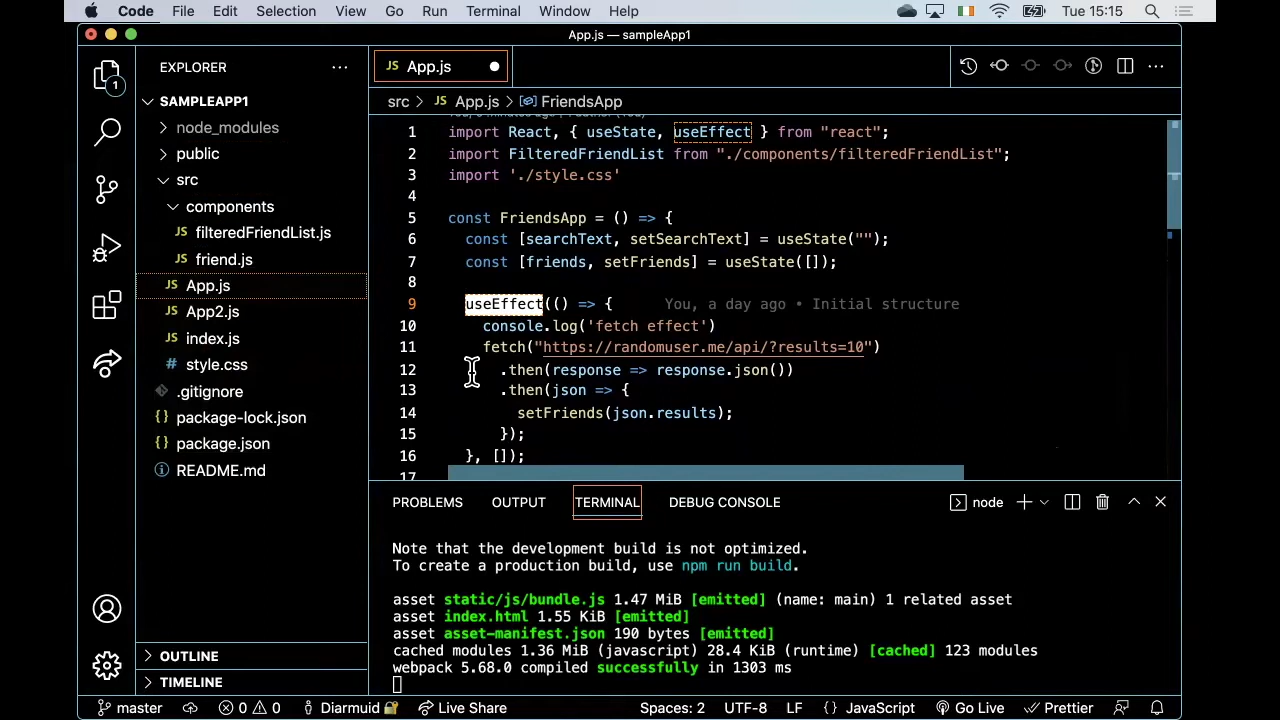 Code File Edit Selection View Go Run Terminal Window Help Tue 15:15
App.js — sampleApp1
EXPLORER
1
SAMPLEAPP1
node_modules
public
src
components
filteredFriendList.js
friend.js
App.js
App2.js
index.js
style.css
.gitignore
package-lock.json
package.json
README.md
OUTLINE
TIMELINE
JS App.js
src > JS App.js > FriendsApp
1 import React, { useState, useEffect } from "react";
2 import FilteredFriendList from "./components/filteredFriendList";
3 import './style.css'
4
5 const FriendsApp = () => {
6 const [searchText, setSearchText] = useState("");
7 const [friends, setFriends] = useState([]);
8
9 useEffect(() => { You, a day ago • Initial structure
10 console.log('fetch effect')
11 fetch("https://randomuser.me/api/?results=10")
12 .then(response => response.json())
13 .then(json => {
14 setFriends(json.results);
15 });
16 }, []);
17
PROBLEMS OUTPUT TERMINAL DEBUG CONSOLE node
Note that the development build is not optimized.
To create a production build, use npm run build.
asset static/js/bundle.js 1.47 MiB [emitted] (name: main) 1 related asset
asset index.html 1.55 KiB [emitted]
asset asset-manifest.json 190 bytes [emitted]
cached modules 1.36 MiB (javascript) 28.4 KiB (runtime) [cached] 123 modules
webpack 5.68.0 compiled successfully in 1303 ms
master 0 0 Diarmuid Live Share Spaces: 2 UTF-8 LF {} JavaScript Go Live Prettier